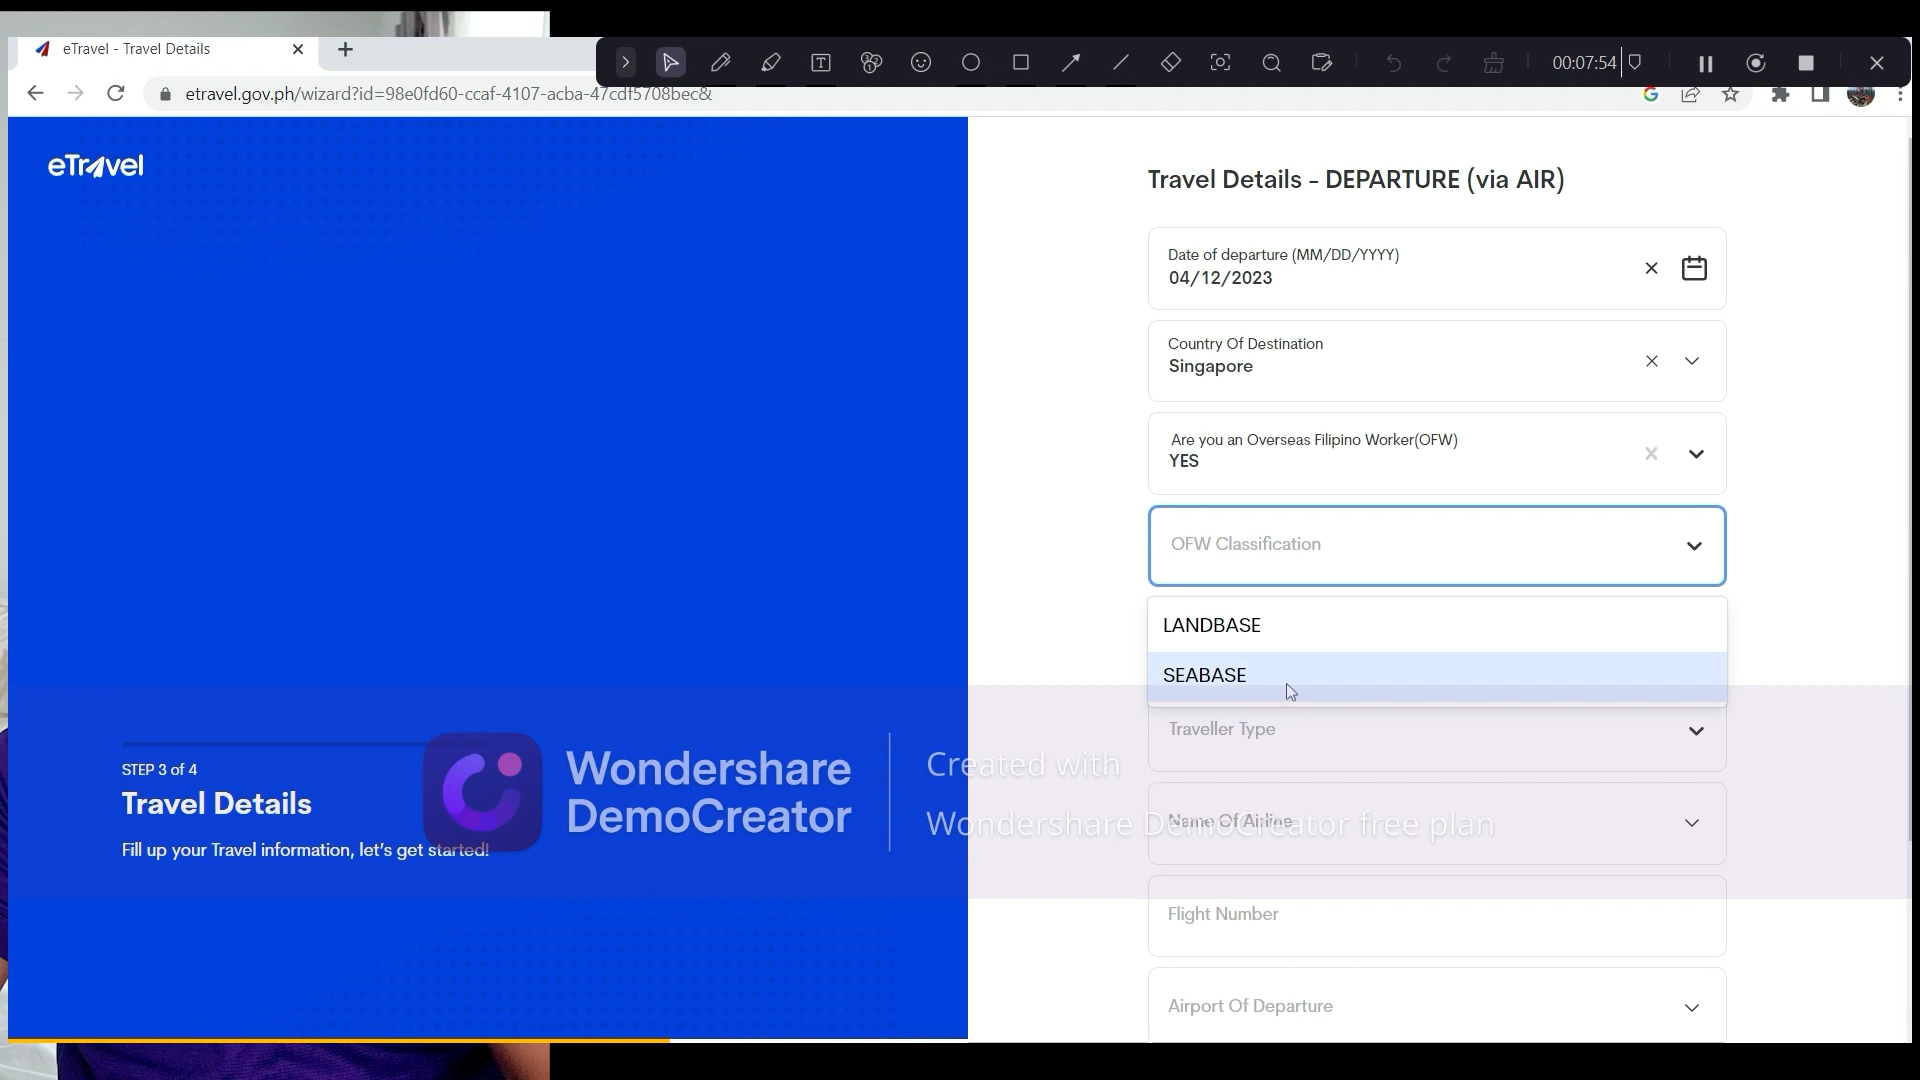 eTravel - Travel Details
00:07:54
etravel.gov.ph/wizard?id=98e0fd60-ccaf-4107-acba-47cdf5708bec&
eTravel
Travel Details - DEPARTURE (via AIR)
Date of departure (MM/DD/YYYY)
04/12/2023
Country Of Destination
Singapore
Are you an Overseas Filipino Worker(OFW)
YES
OFW Classification
LANDBASE
SEABASE
Traveller Type
Name Of Airline
Flight Number
Airport Of Departure
STEP 3 of 4
Travel Details
Fill up your Travel information, let's get started!
Wondershare
DemoCreator
Created with
Wondershare DemoCreator free plan